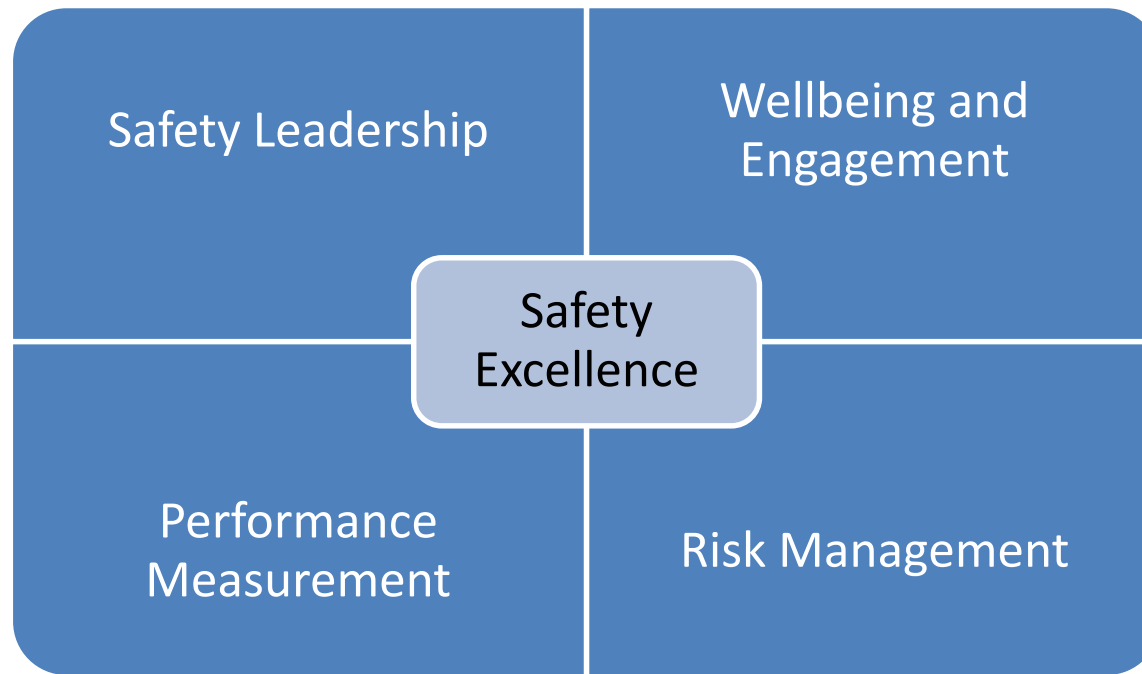 Safety Leadership
Wellbeing and
Engagement
Safety
Excellence
Performance
Measurement
Risk Management